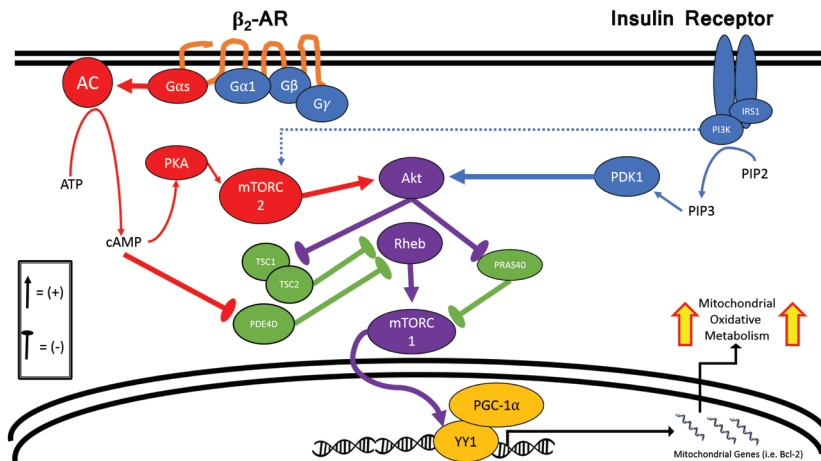 β₂-AR
Insulin Receptor
AC
Gαs
Gα1
Gβ
Gγ
IRS1
PI3K
PKA
ATP
mTORC
2
Akt
PDK1
PIP2
PIP3
cAMP
TSC1
TSC2
Rheb
PRAS40
= (+)
= (-)
PDE4D
mTORC
1
Mitochondrial
Oxidative
Metabolism
PGC-1α
YY1
Mitochondrial Genes (i.e. Bcl-2)